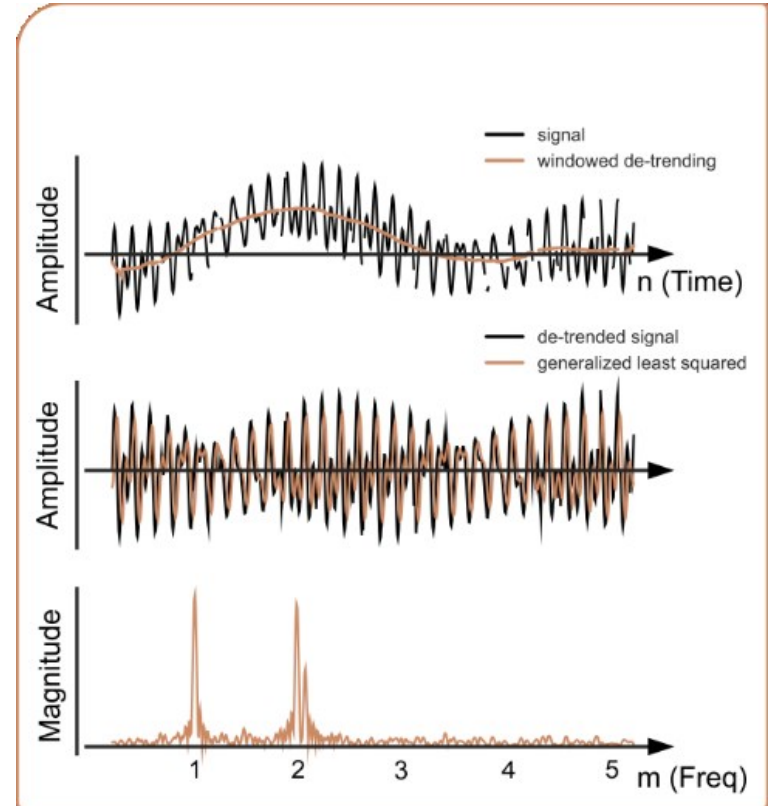 signal
windowed de-trending
Amplitude
n (Time)
de-trended signal
generalized least squared
Amplitude
Magnitude
1 2 3 4 5
m (Freq)